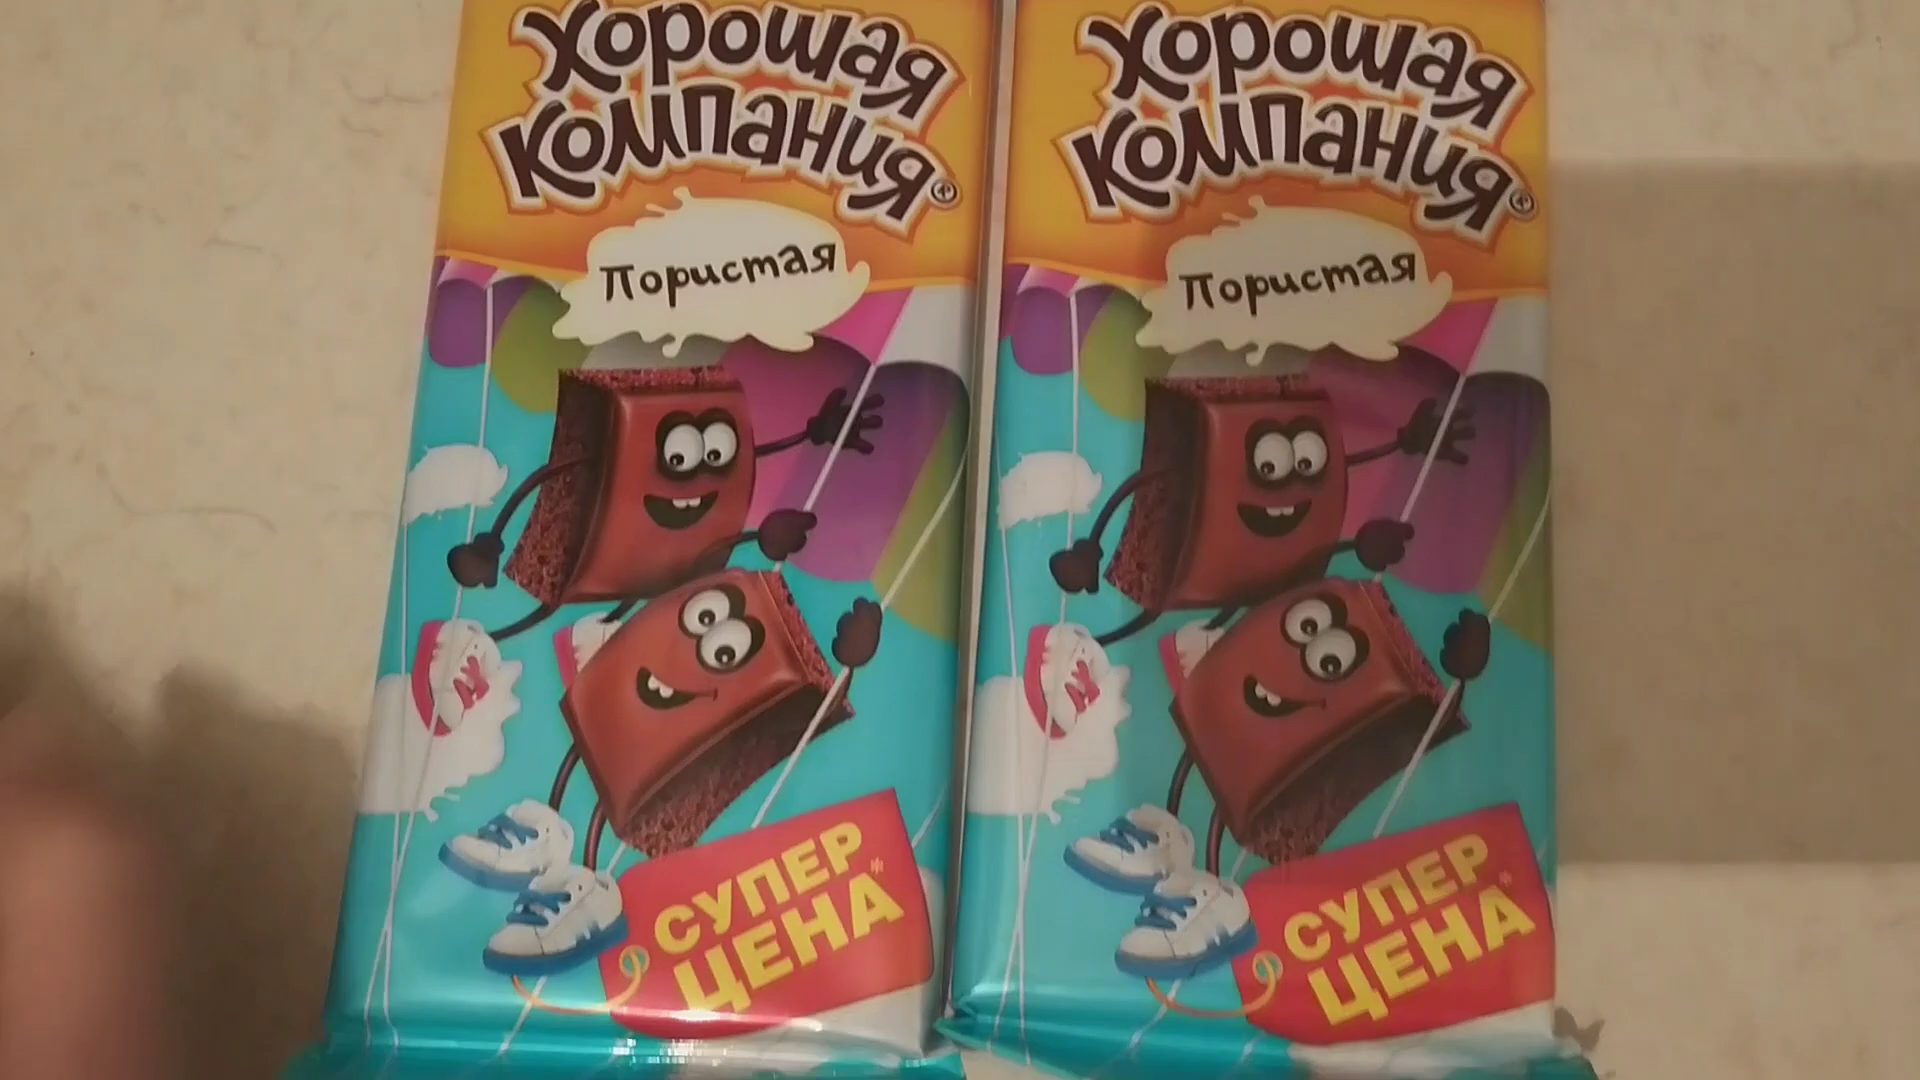 Хорошая
компания®
Пористая
СУПЕР
ЦЕНА*
Хорошая
компания®
Пористая
СУПЕР
ЦЕНА*